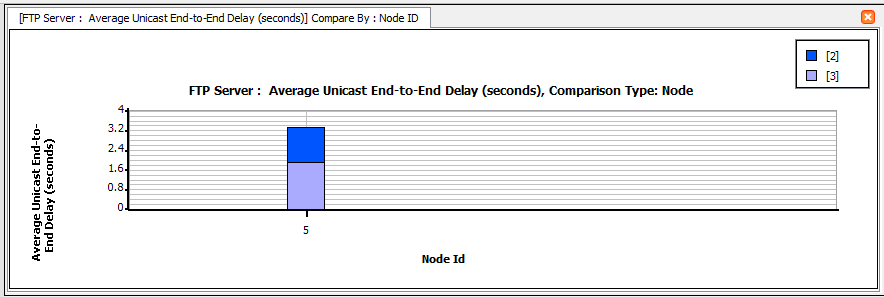 [FTP Server :  Average Unicast End-to-End Delay (seconds)] Compare By : Node ID
[2]
[3]
FTP Server :  Average Unicast End-to-End Delay (seconds), Comparison Type: Node
Average Unicast End-to-
End Delay (seconds)
4
3.2
2.4
1.6
0.8
0
5
Node Id